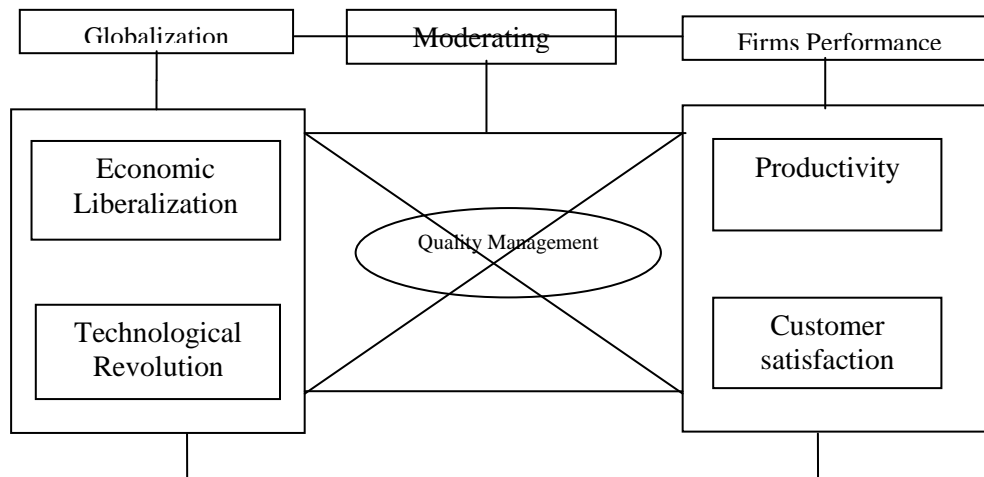 Globalization
Moderating
Firms Performance
Economic
Liberalization
Productivity
Quality Management
Technological
Revolution
Customer
satisfaction